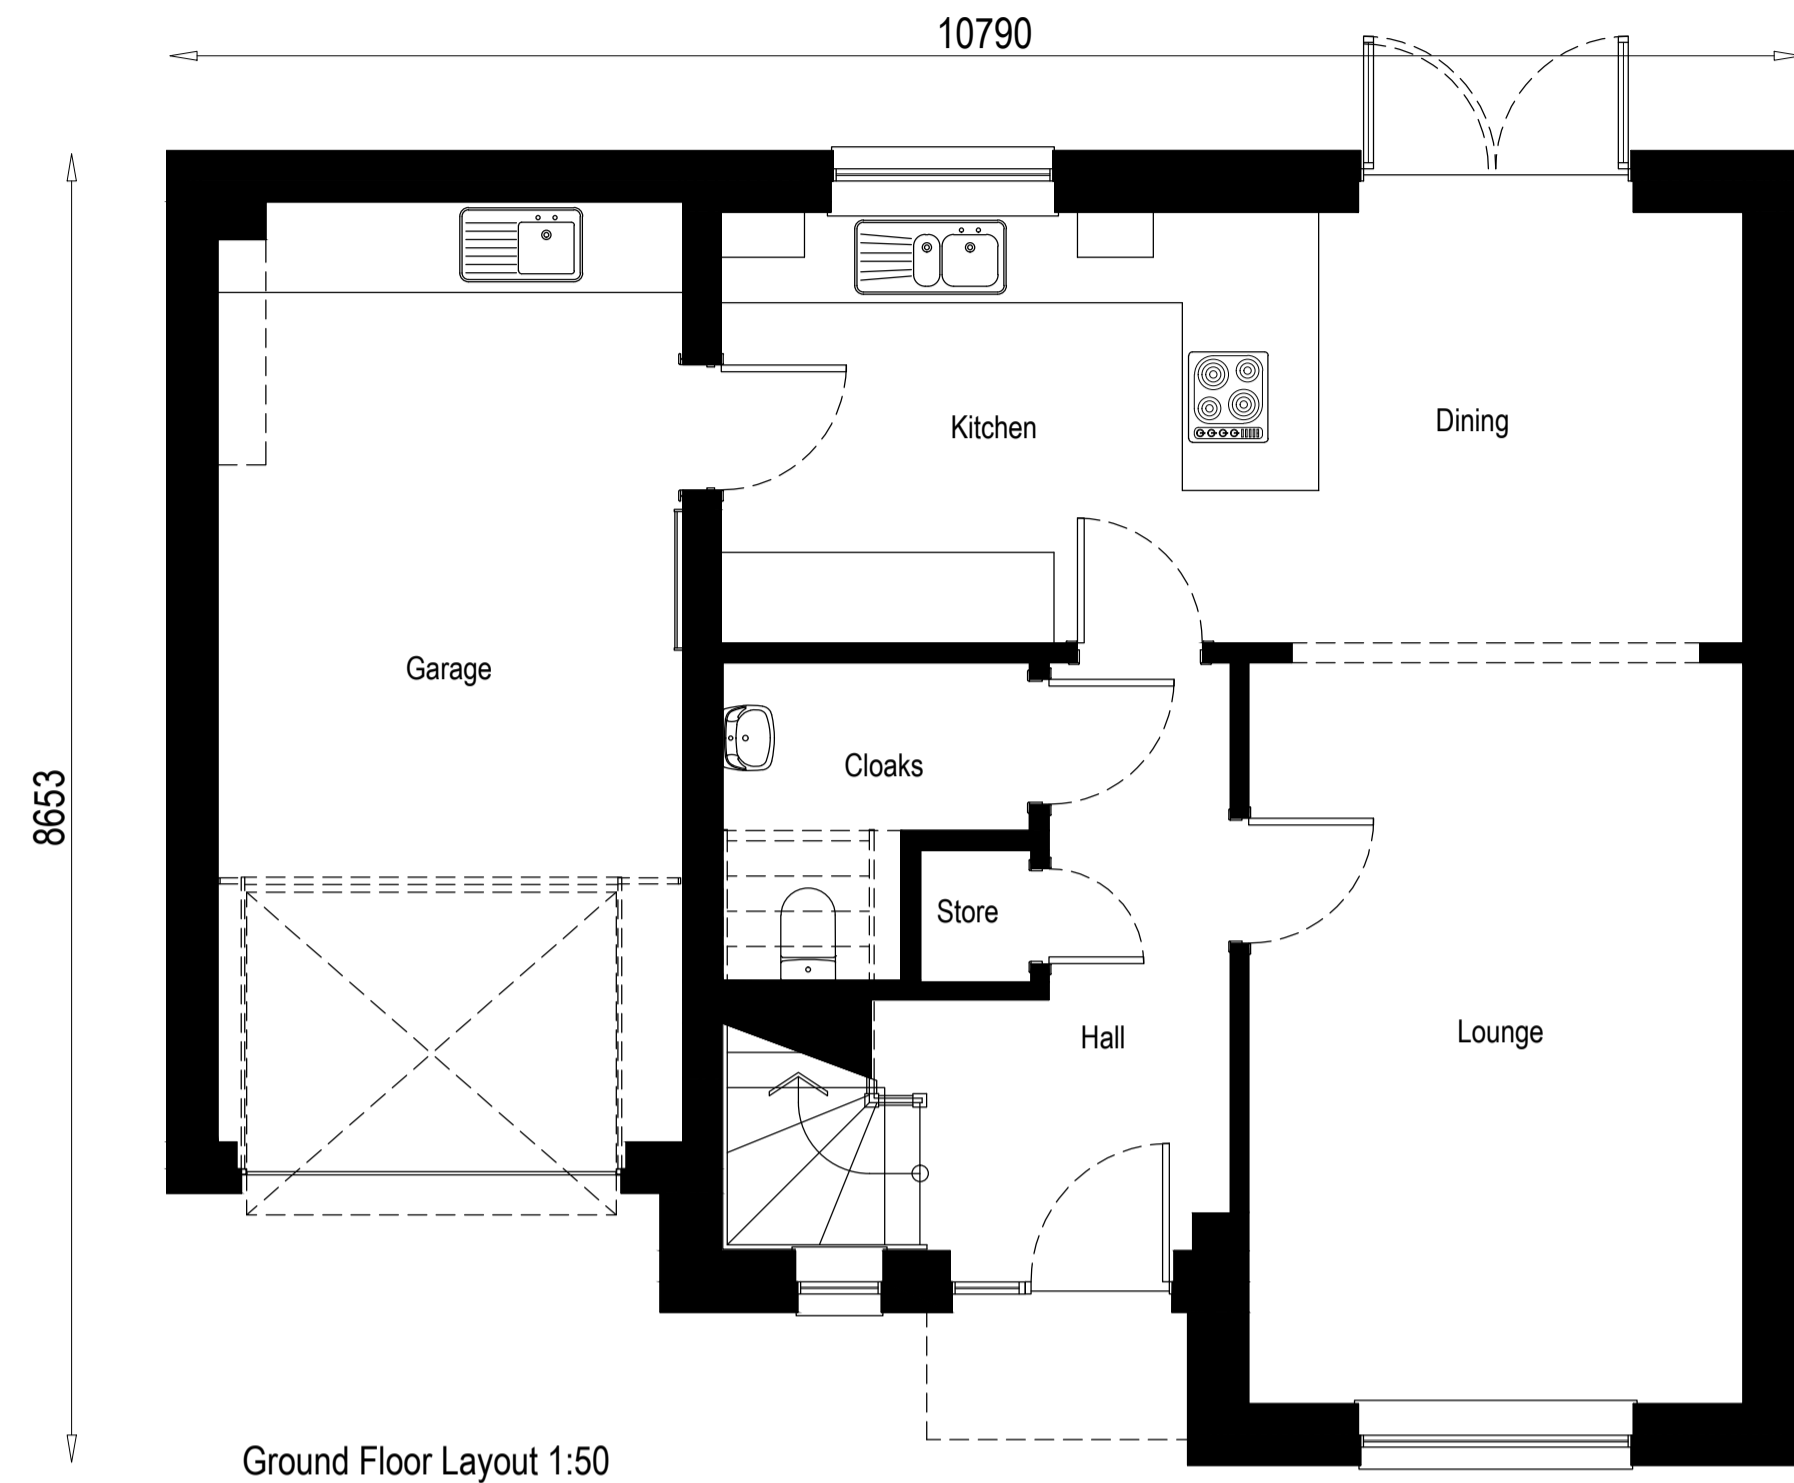 10790
Kitchen
Dining
Garage
Cloaks
8653
Store
Hall
Lounge
Ground Floor Layout 1:50